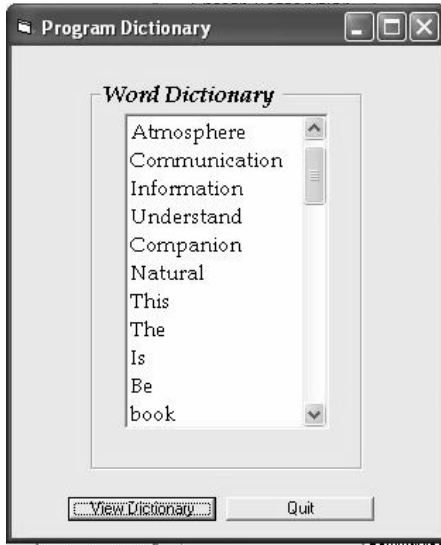 Program Dictionary
Word Dictionary
Atmosphere
Communication
Information
Understand
Companion
Natural
This
The
Is
Be
book
View Dictionary
Quit